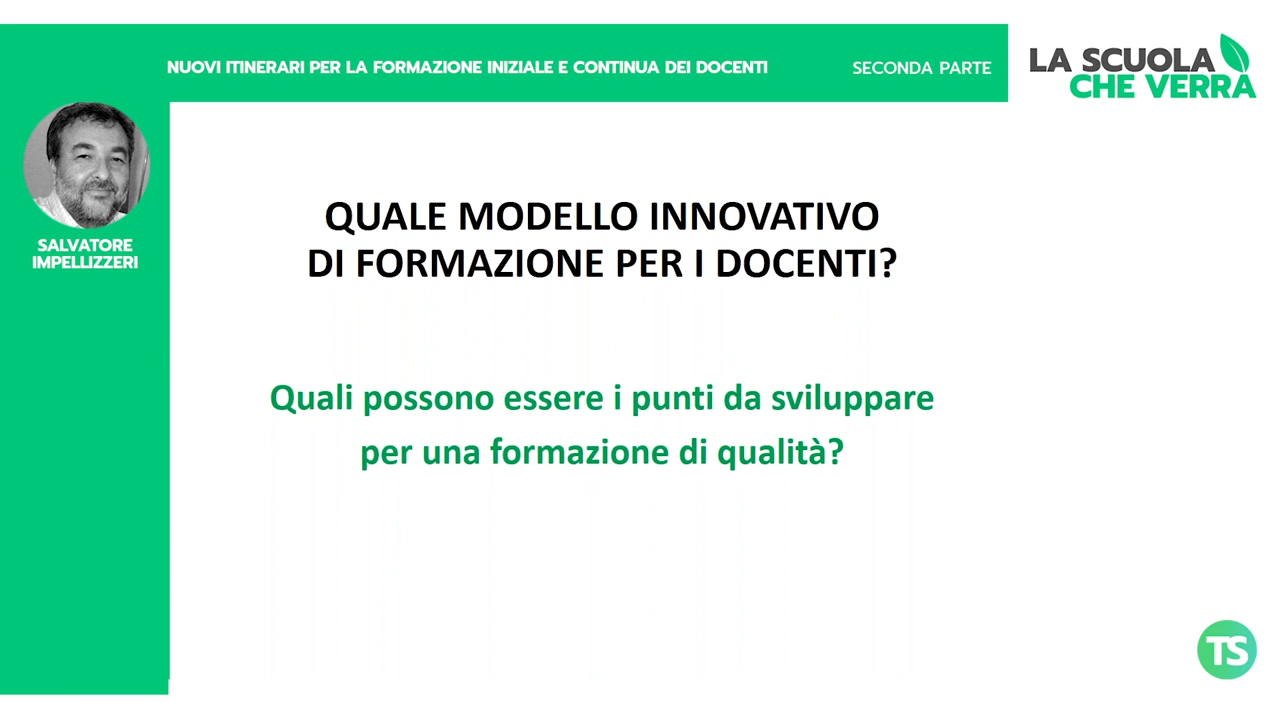 NUOVI ITINERARI PER LA FORMAZIONE INIZIALE E CONTINUA DEI DOCENTI
SECONDA PARTE
LA SCUOLA
CHE VERRÀ
SALVATORE
IMPELLIZZERI
QUALE MODELLO INNOVATIVO
DI FORMAZIONE PER I DOCENTI?
Quali possono essere i punti da sviluppare
per una formazione di qualità?
TS